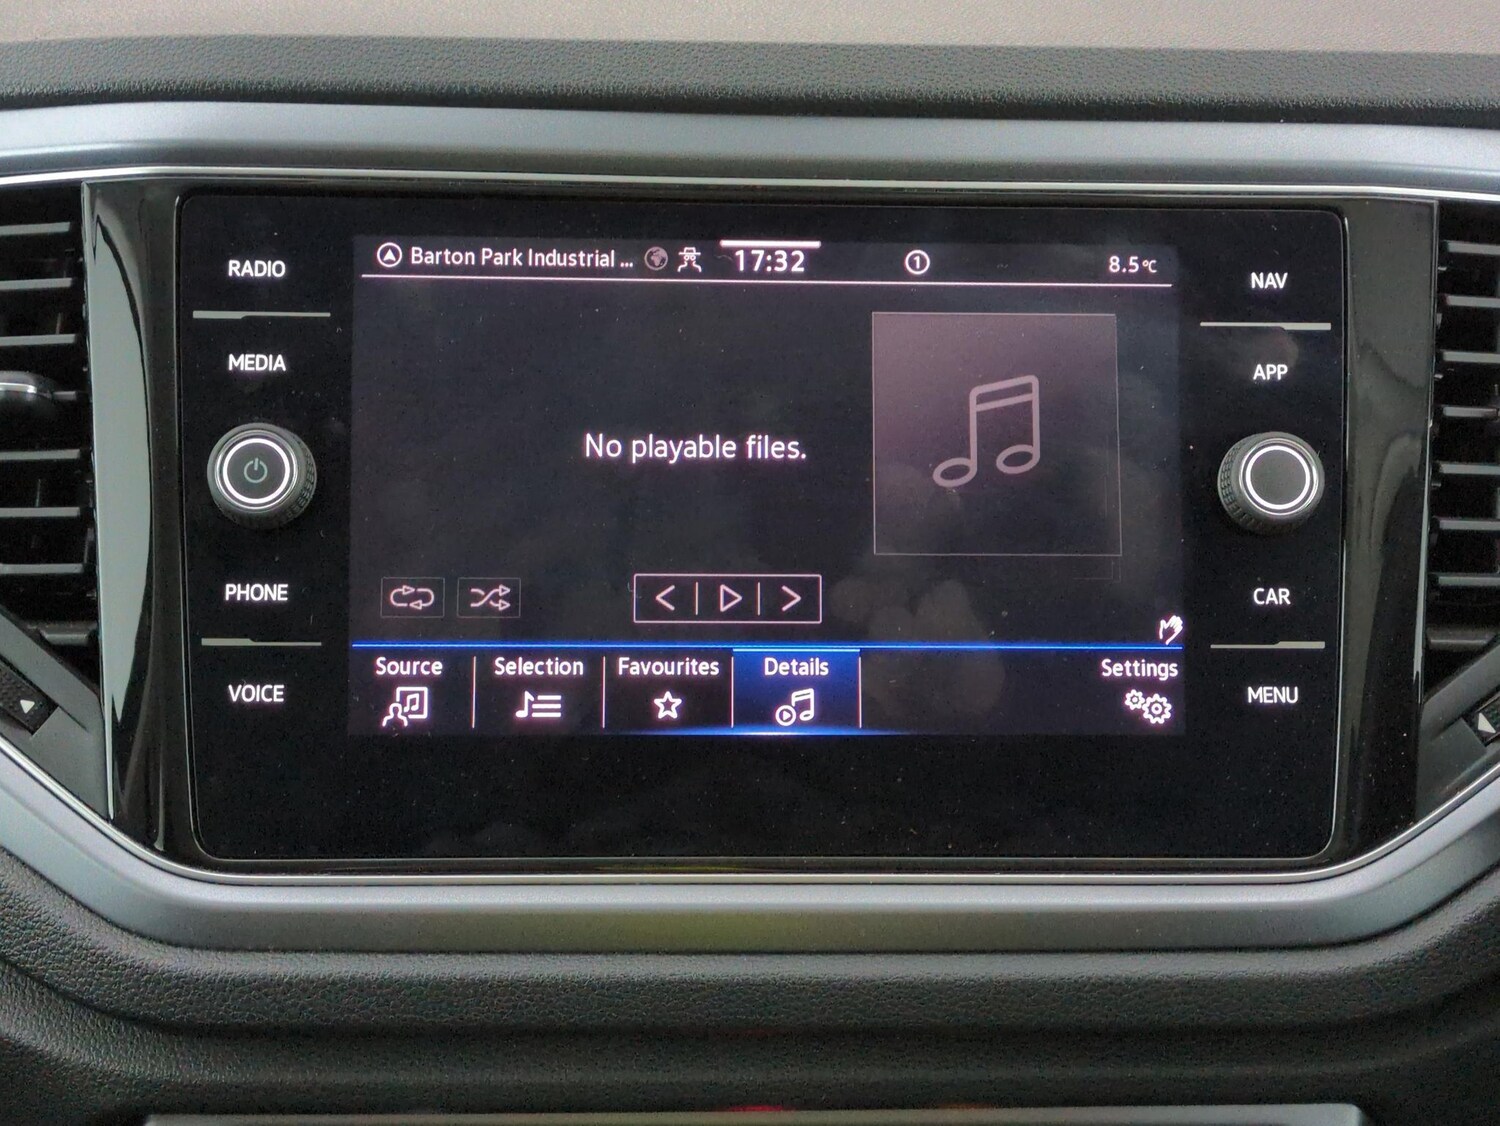 RADIO
MEDIA
PHONE
VOICE
Barton Park Industrial ...
17:32
1
8.5°C
No playable files.
Source
Selection
Favourites
Details
Settings
NAV
APP
CAR
MENU